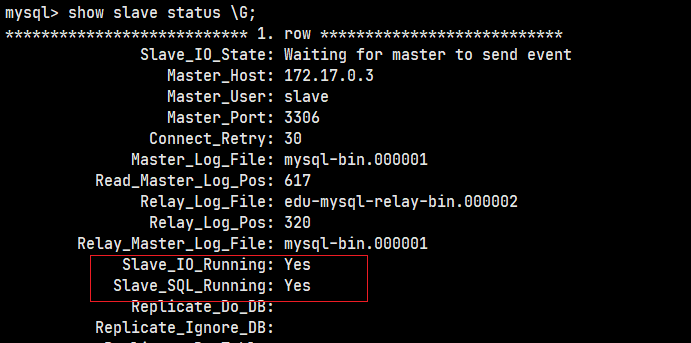 mysql> show slave status \G;
*************************** 1. row ***************************
Slave_IO_State: Waiting for master to send event
Master_Host: 172.17.0.3
Master_User: slave
Master_Port: 3306
Connect_Retry: 30
Master_Log_File: mysql-bin.000001
Read_Master_Log_Pos: 617
Relay_Log_File: edu-mysql-relay-bin.000002
Relay_Log_Pos: 320
Relay_Master_Log_File: mysql-bin.000001
Slave_IO_Running: Yes
Slave_SQL_Running: Yes
Replicate_Do_DB:
Replicate_Ignore_DB: